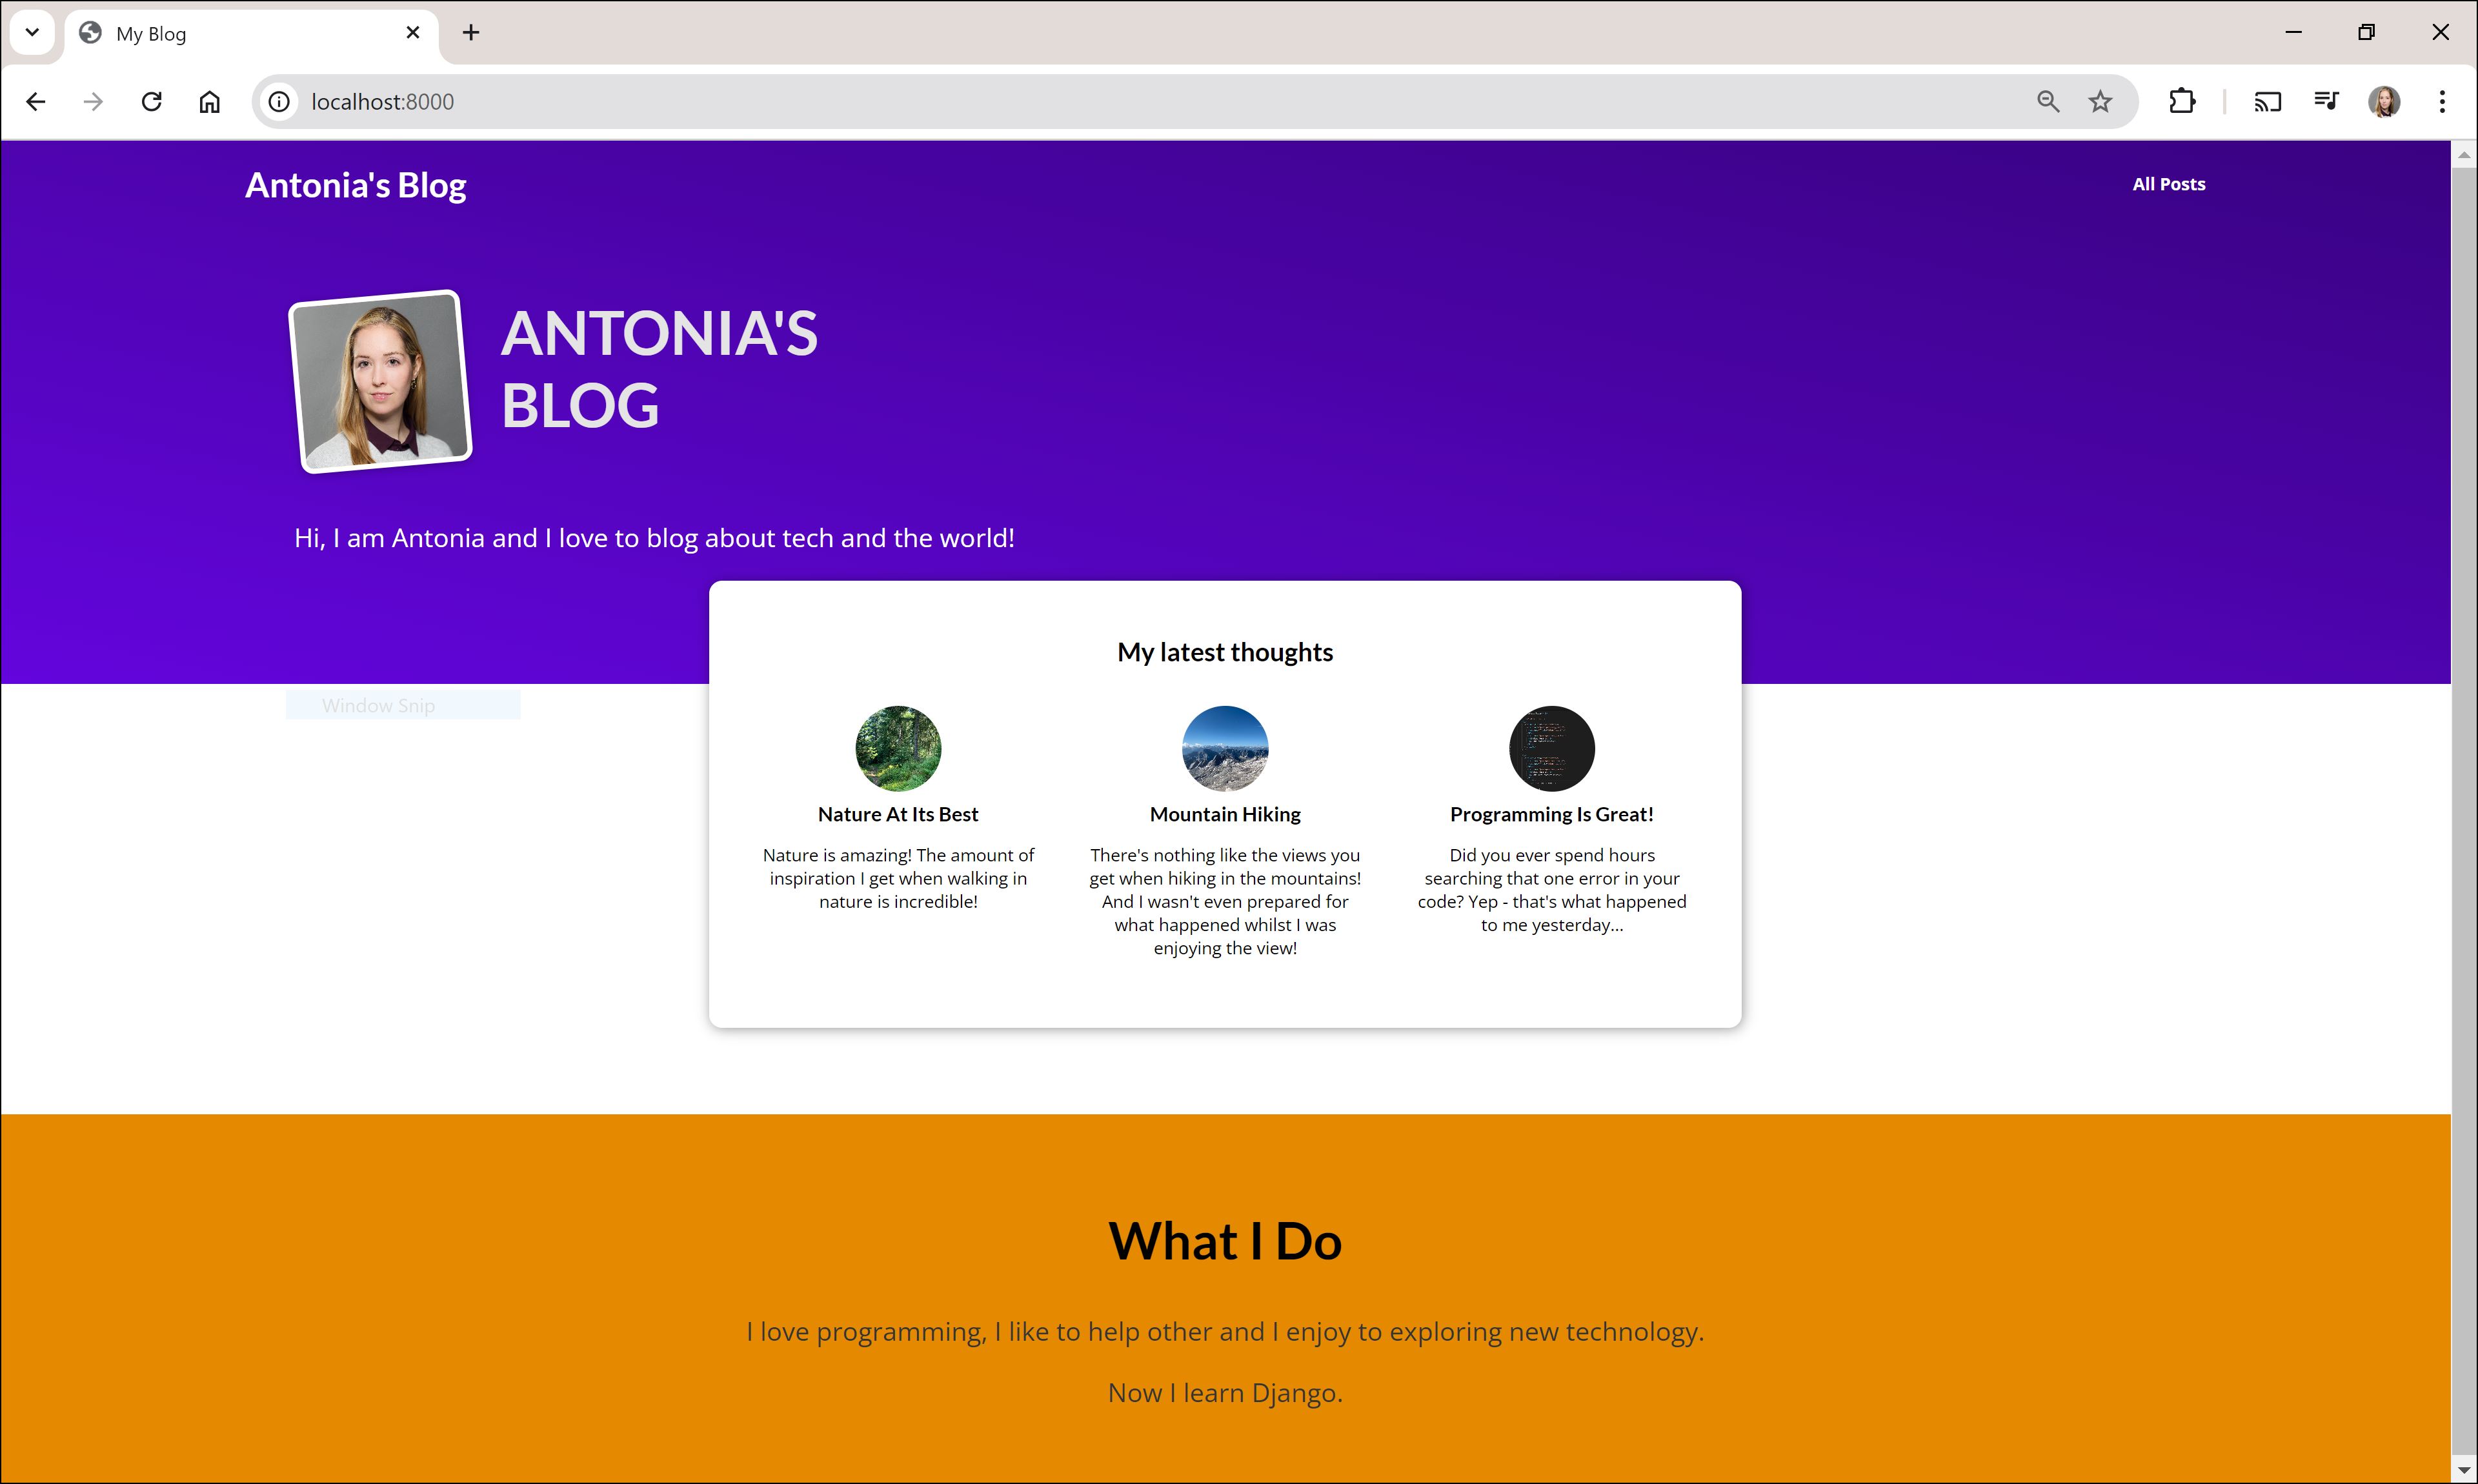 My Blog
localhost:8000
Antonia's Blog
All Posts
ANTONIA'S
BLOG
Hi, I am Antonia and I love to blog about tech and the world!
My latest thoughts
Window Snip
Nature At Its Best
Nature is amazing! The amount of
inspiration I get when walking in
nature is incredible!
Mountain Hiking
There's nothing like the views you
get when hiking in the mountains!
And I wasn't even prepared for
what happened whilst I was
enjoying the view!
Programming Is Great!
Did you ever spend hours
searching that one error in your
code? Yep - that's what happened
to me yesterday...
What I Do
I love programming, I like to help other and I enjoy to exploring new technology.
Now I learn Django.